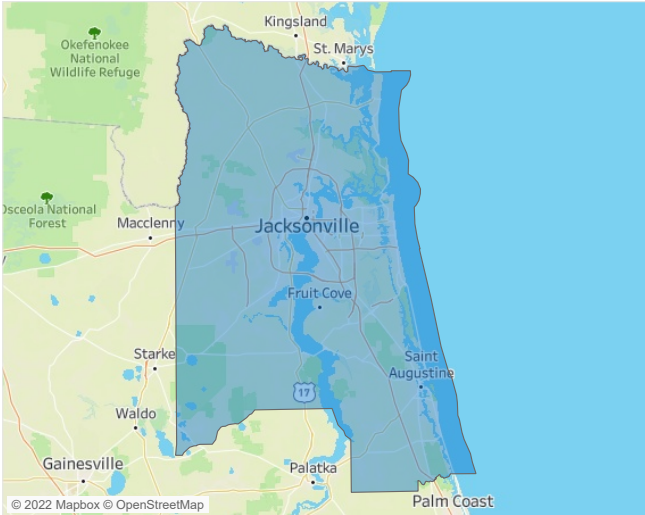 Kingsland
St. Marys
Okefenokee
National
Wildlife Refuge
Osceola National
Forest
Macclenny
Jacksonville
Fruit Cove
Starke
Saint
Augustine
17
Waldo
Gainesville
Palatka
Palm Coast
© 2022 Mapbox © OpenStreetMap